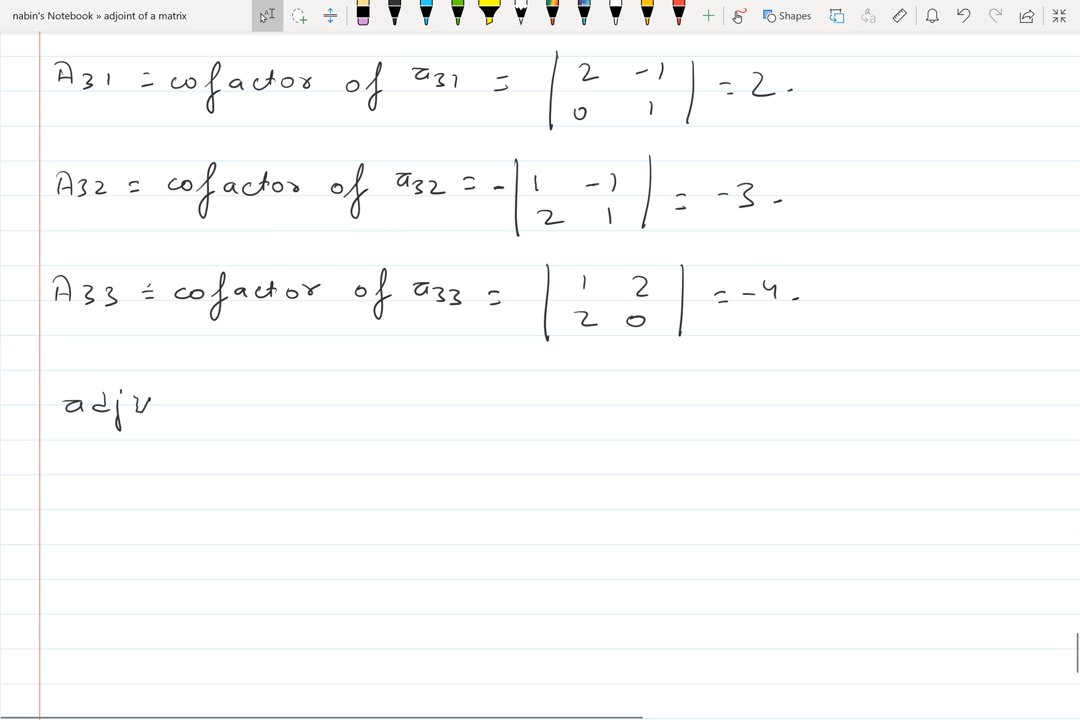 nabin's Notebook » adjoint of a matrix
Shapes
A31 = cofactor of a31 = | 2 -1 | = 2.
0 1
A32 = cofactor of a32 = - | 1 -1 | = -3.
2 1
A33 = cofactor of a33 = | 1 2 | = -4.
2 0